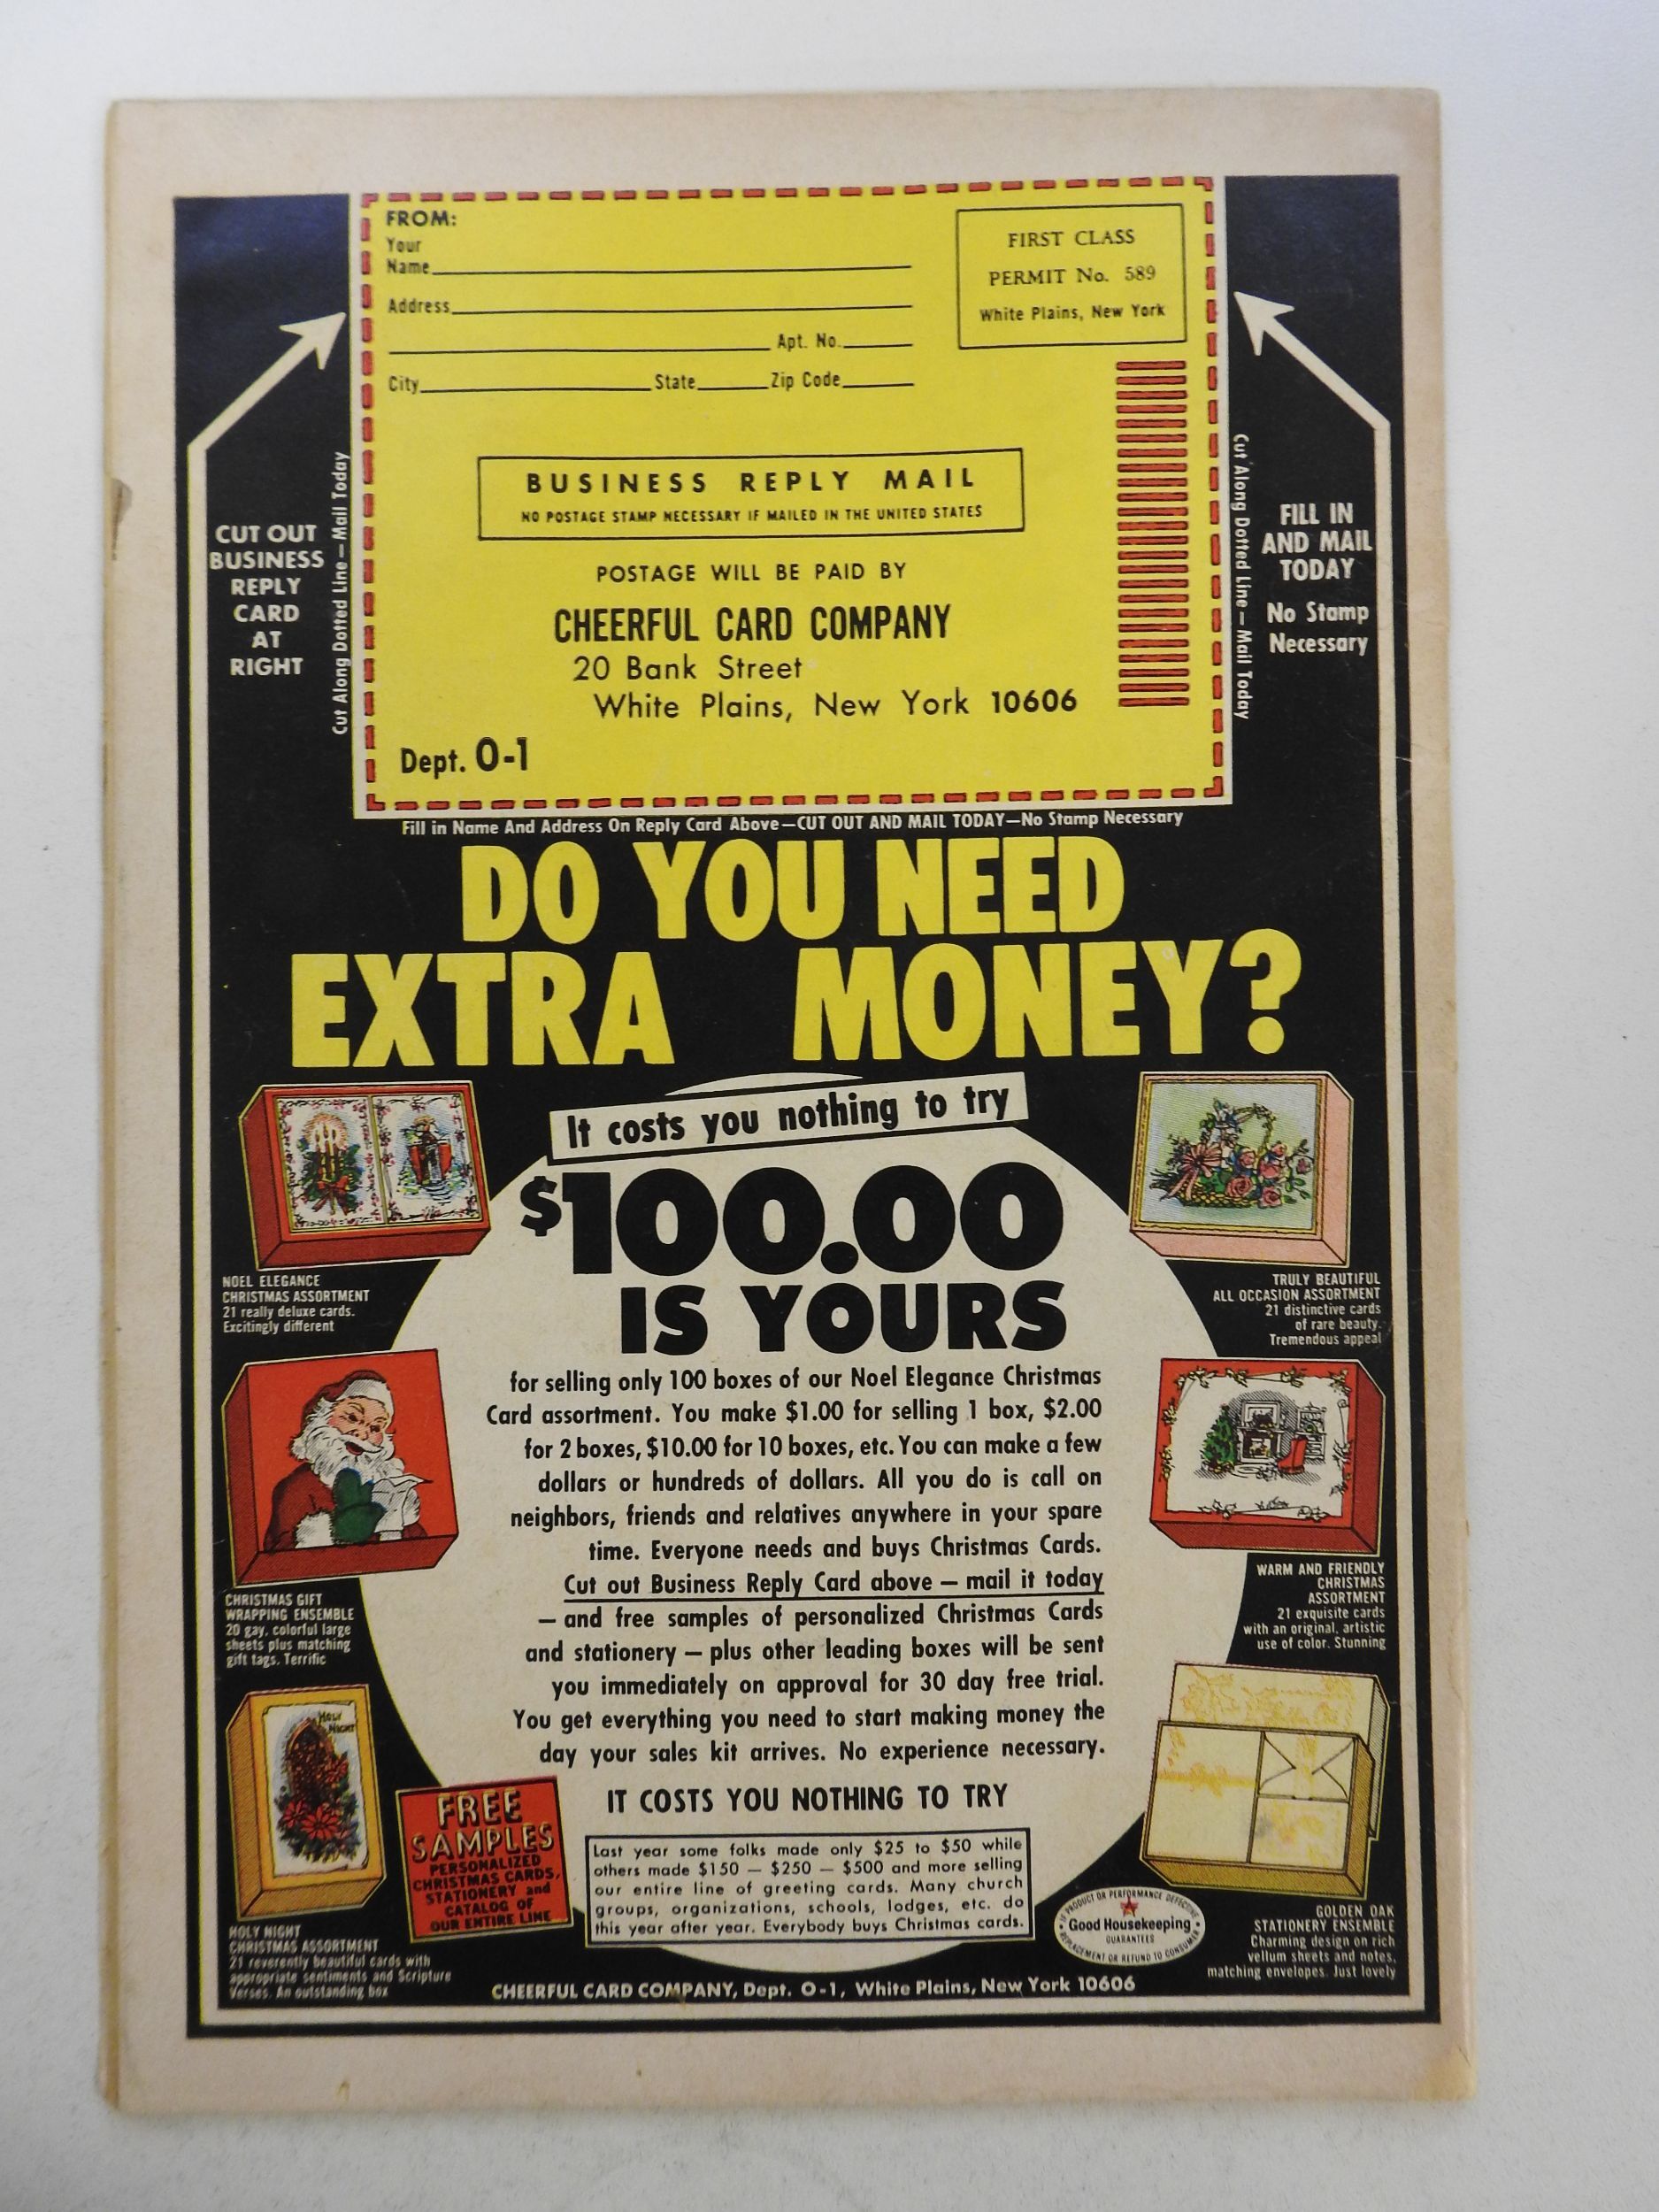 FROM:
Your
Name
Address
Apt. No.
City State Zip Code
FIRST CLASS
PERMIT No. 589
White Plains, New York
BUSINESS REPLY MAIL
NO POSTAGE STAMP NECESSARY IF MAILED IN THE UNITED STATES
POSTAGE WILL BE PAID BY
CHEERFUL CARD COMPANY
20 Bank Street
White Plains, New York 10606
Dept. O-1
CUT OUT
BUSINESS
REPLY
CARD
AT
RIGHT
Cut Along Dotted Line — Mail Today
Cut Along Dotted Line — Mail Today
FILL IN
AND MAIL
TODAY
No Stamp
Necessary
Fill in Name And Address On Reply Card Above—CUT OUT AND MAIL TODAY—No Stamp Necessary
DO YOU NEED
EXTRA MONEY?
It costs you nothing to try
$100.00
IS YOURS
for selling only 100 boxes of our Noel Elegance Christmas
Card assortment. You make $1.00 for selling 1 box, $2.00
for 2 boxes, $10.00 for 10 boxes, etc. You can make a few
dollars or hundreds of dollars. All you do is call on
neighbors, friends and relatives anywhere in your spare
time. Everyone needs and buys Christmas Cards.
Cut out Business Reply Card above — mail it today
— and free samples of personalized Christmas Cards
and stationery — plus other leading boxes will be sent
you immediately on approval for 30 day free trial.
You get everything you need to start making money the
day your sales kit arrives. No experience necessary.
IT COSTS YOU NOTHING TO TRY
Last year some folks made only $25 to $50 while
others made $150 — $250 — $500 and more selling
our entire line of greeting cards. Many church
groups, organizations, schools, lodges, etc. do
this year after year. Everybody buys Christmas cards.
NOEL ELEGANCE
CHRISTMAS ASSORTMENT
21 really deluxe cards.
Excitingly different
CHRISTMAS GIFT
WRAPPING ENSEMBLE
20 gay, colorful large
sheets plus matching
gift tags. Terrific
HOLY
NIGHT
HOLY NIGHT
CHRISTMAS ASSORTMENT
21 reverently beautiful cards with
appropriate sentiments and Scripture
Verses. An outstanding box
FREE
SAMPLES
PERSONALIZED
CHRISTMAS CARDS,
STATIONERY and
CATALOG OF
OUR ENTIRE LINE
TRULY BEAUTIFUL
ALL OCCASION ASSORTMENT
21 distinctive cards
of rare beauty.
Tremendous appeal
WARM AND FRIENDLY
CHRISTMAS
ASSORTMENT
21 exquisite cards
with an original, artistic
use of color. Stunning
GOLDEN OAK
STATIONERY ENSEMBLE
Charming design on rich
vellum sheets and notes,
matching envelopes. Just lovely
IF PRODUCT OR PERFORMANCE DEFECTIVE
Good Housekeeping
GUARANTEES
REPLACEMENT OR REFUND TO CONSUMER
CHEERFUL CARD COMPANY, Dept. O-1, White Plains, New York 10606